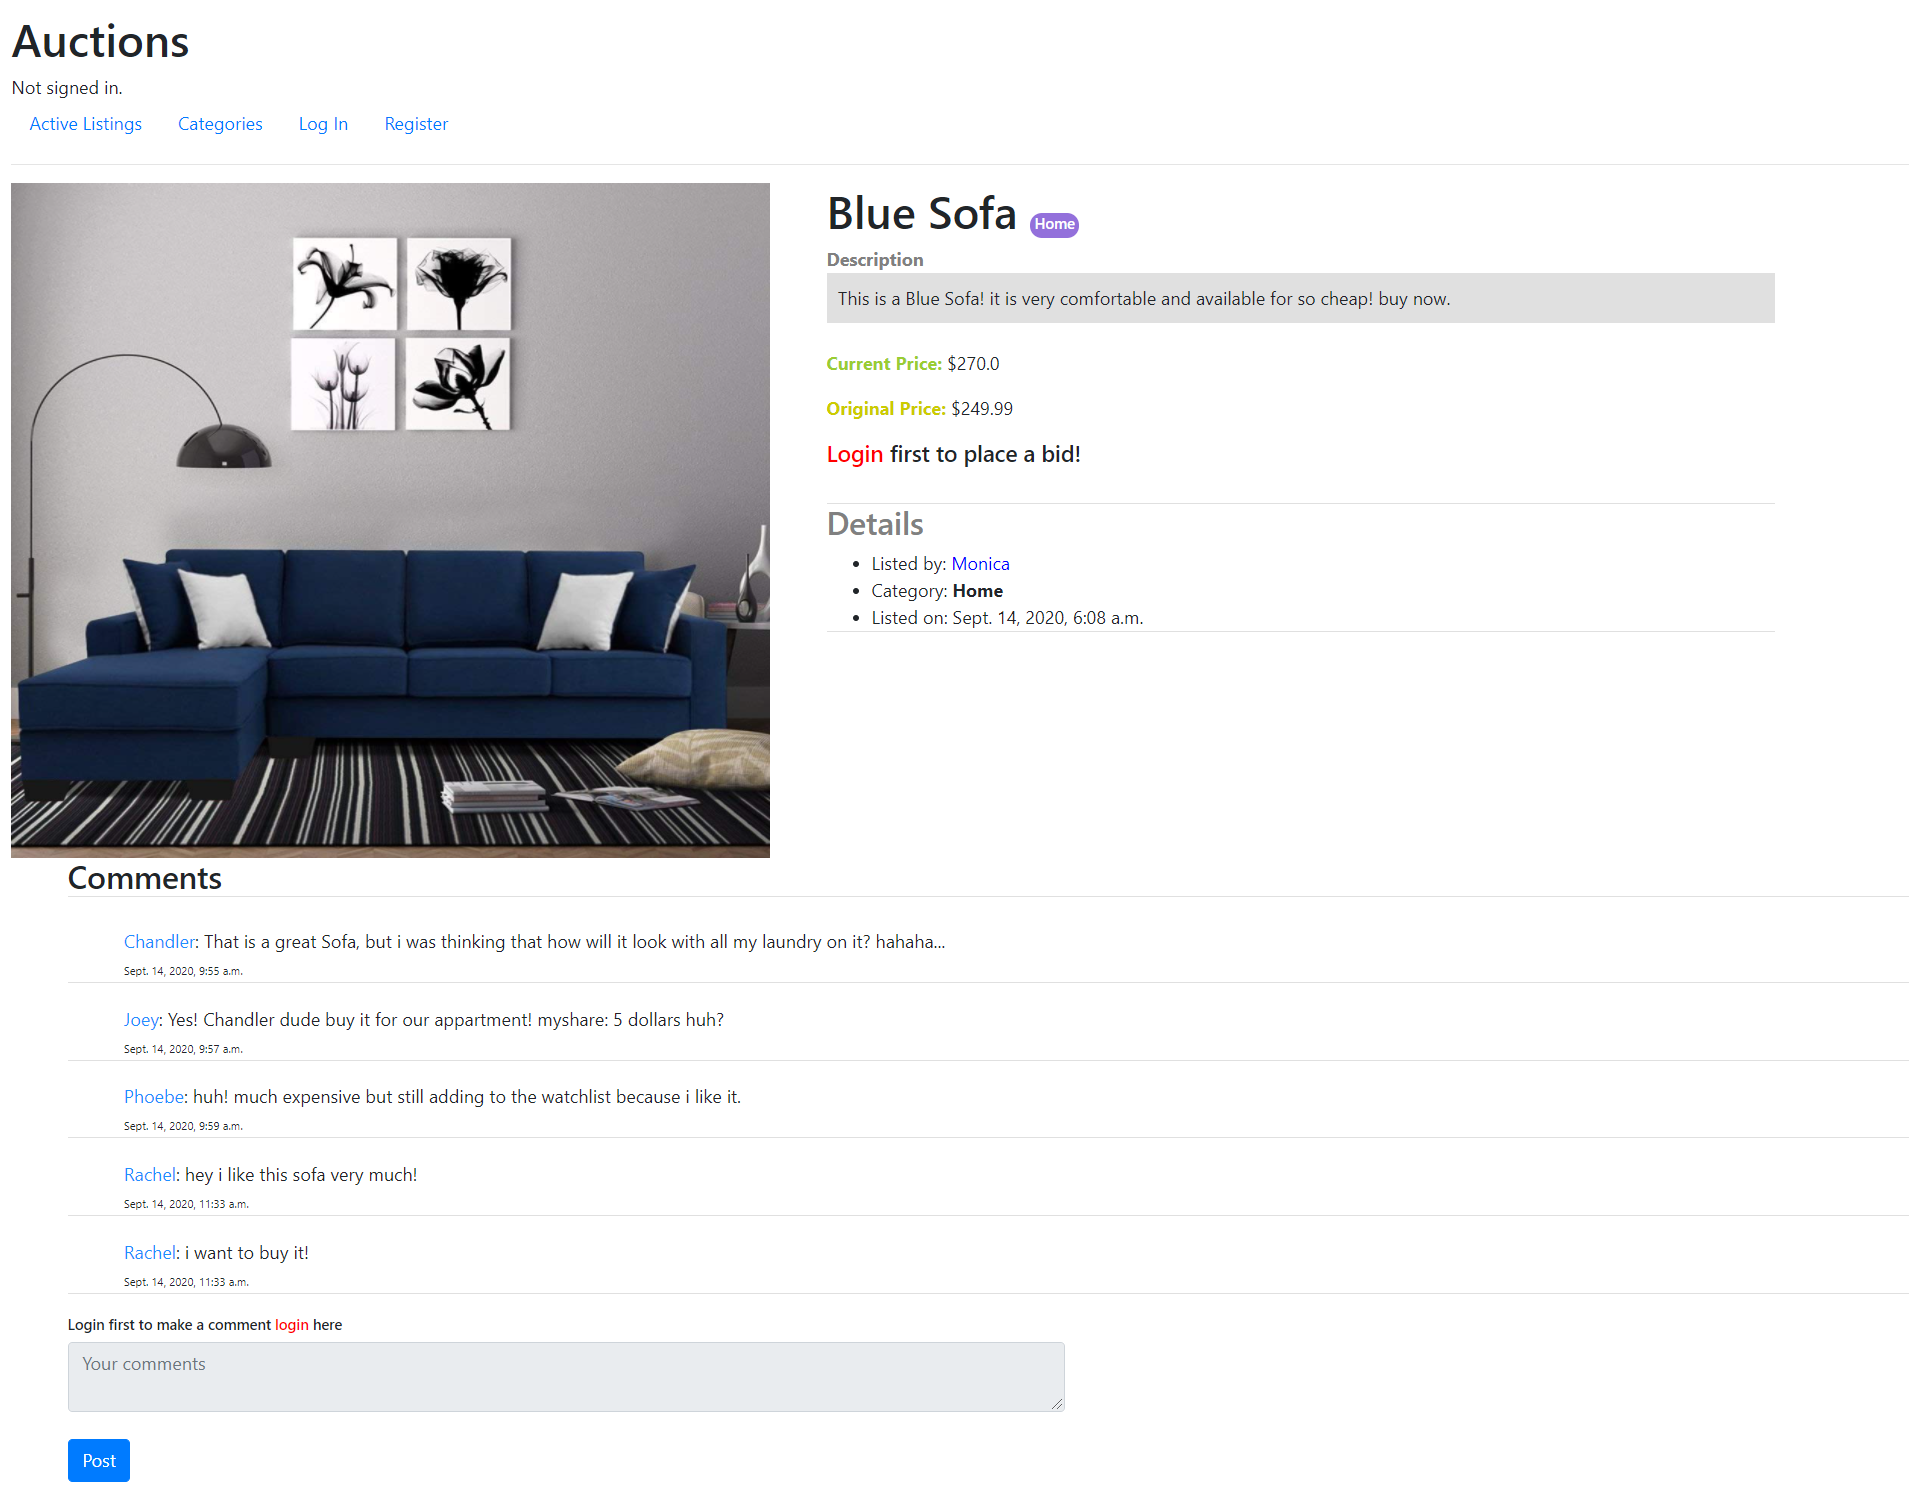 Auctions
Not signed in.
Active Listings Categories Log In Register
Blue Sofa Home
Description
This is a Blue Sofa! it is very comfortable and available for so cheap! buy now.
Current Price: $270.0
Original Price: $249.99
Login first to place a bid!
Details
Listed by: Monica
Category: Home
Listed on: Sept. 14, 2020, 6:08 a.m.
Comments
Chandler: That is a great Sofa, but i was thinking that how will it look with all my laundry on it? hahaha...
Sept. 14, 2020, 9:55 a.m.
Joey: Yes! Chandler dude buy it for our appartment! myshare: 5 dollars huh?
Sept. 14, 2020, 9:57 a.m.
Phoebe: huh! much expensive but still adding to the watchlist because i like it.
Sept. 14, 2020, 9:59 a.m.
Rachel: hey i like this sofa very much!
Sept. 14, 2020, 11:33 a.m.
Rachel: i want to buy it!
Sept. 14, 2020, 11:33 a.m.
Login first to make a comment login here
Your comments
Post